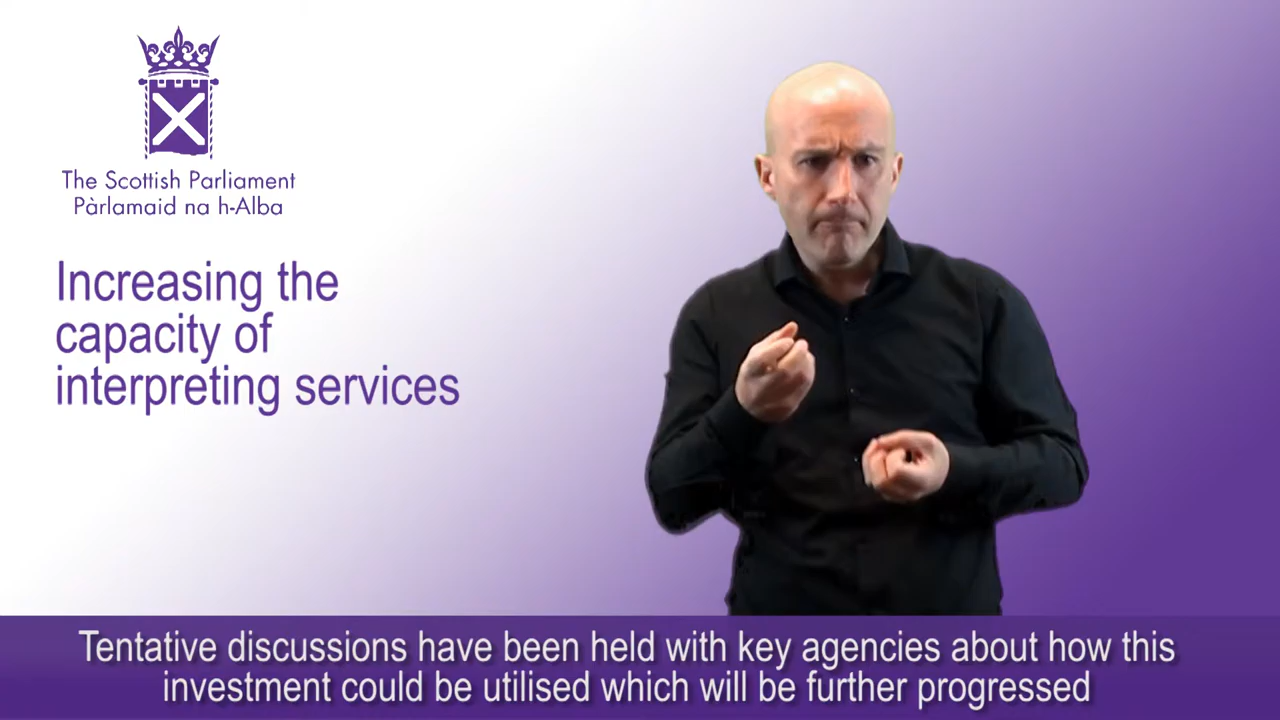 The Scottish Parliament
Pàrlamaid na h-Alba
Increasing the
capacity of
interpreting services
Tentative discussions have been held with key agencies about how this
investment could be utilised which will be further progressed